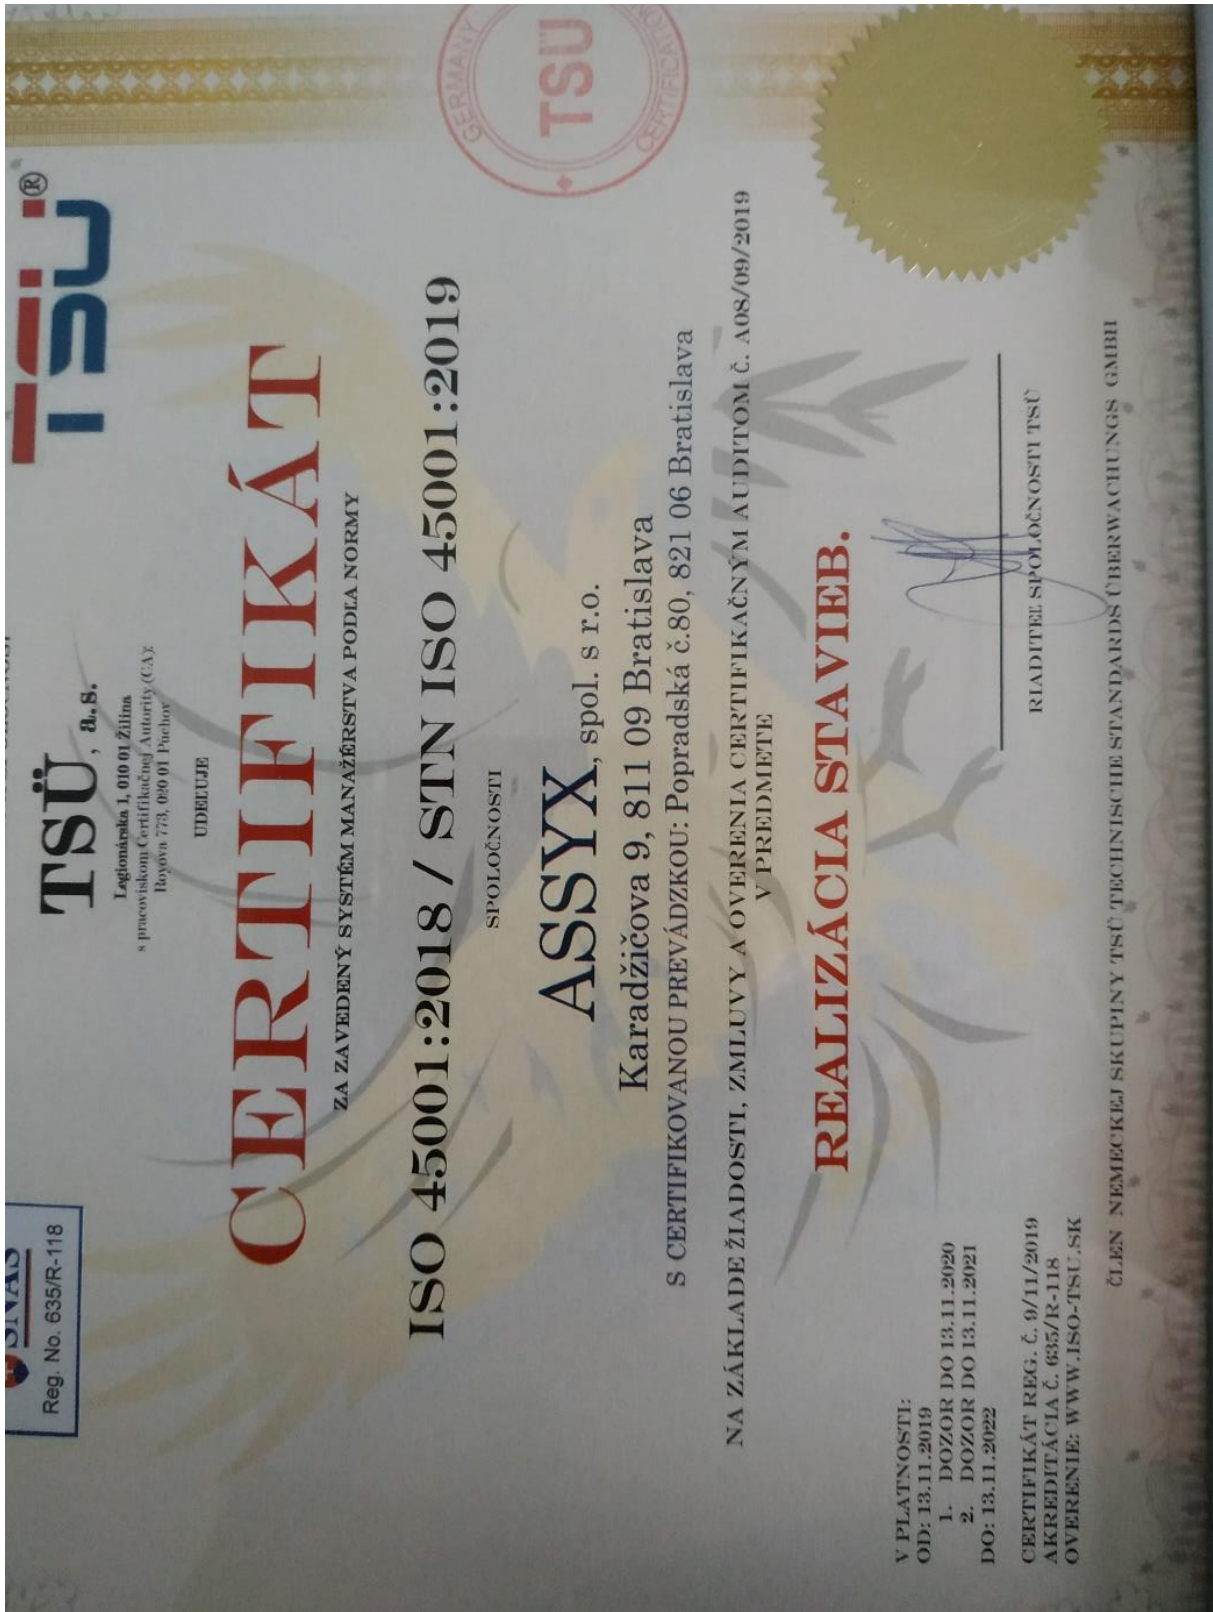 SNAS
Reg. No. 635/R-118
TSÜ®
TSÜ, a.s.
Legionárska 1, 010 01 Žilina
s pracoviskom Certifikačnej Autority (CA):
Royova 773, 020 01 Púchov
UDEĽUJE
CERTIFIKÁT
ZA ZAVEDENÝ SYSTÉM MANAŽÉRSTVA PODĽA NORMY
ISO 45001:2018 / STN ISO 45001:2019
SPOLOČNOSTI
ASSYX, spol. s r.o.
Karadžičova 9, 811 09 Bratislava
S CERTIFIKOVANOU PREVÁDZKOU: Popradská č.80, 821 06 Bratislava
NA ZÁKLADE ŽIADOSTI, ZMLUVY A OVERENIA CERTIFIKAČNÝM AUDITOM Č. A08/09/2019
V PREDMETE
REALIZÁCIA STAVIEB.
V PLATNOSTI:
OD: 13.11.2019
1. DOZOR DO 13.11.2020
2. DOZOR DO 13.11.2021
DO: 13.11.2022
CERTIFIKÁT REG. Č. 9/11/2019
AKREDITÁCIA Č. 635/R-118
OVERENIE: WWW.ISO-TSU.SK
RIADITEĽ SPOLOČNOSTI TSÜ
ČLEN NEMECKEJ SKUPINY TSÜ TECHNISCHE STANDARDS ÜBERWACHUNGS GMBH
GERMANY
TSU
CERTIFICATION